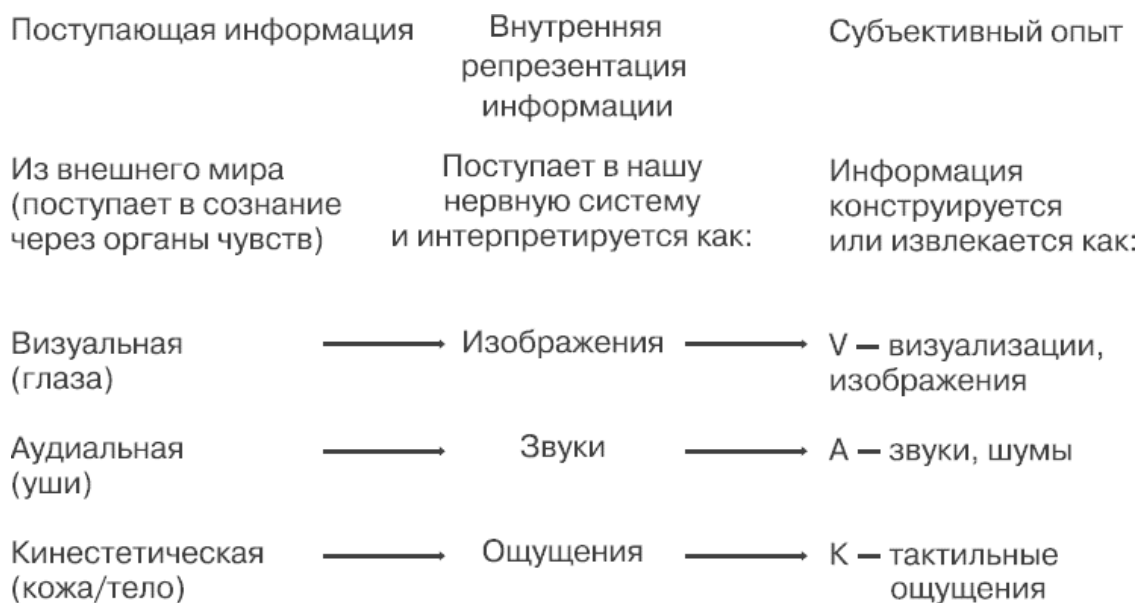 Поступающая информация
Внутренняя
репрезентация
информации
Субъективный опыт
Из внешнего мира
(поступает в сознание
через органы чувств)
Поступает в нашу
нервную систему
и интерпретируется как:
Информация
конструируется
или извлекается как:
Визуальная
(глаза)
Изображения
V — визуализации,
изображения
Аудиальная
(уши)
Звуки
А — звуки, шумы
Кинестетическая
(кожа/тело)
Ощущения
К — тактильные
ощущения